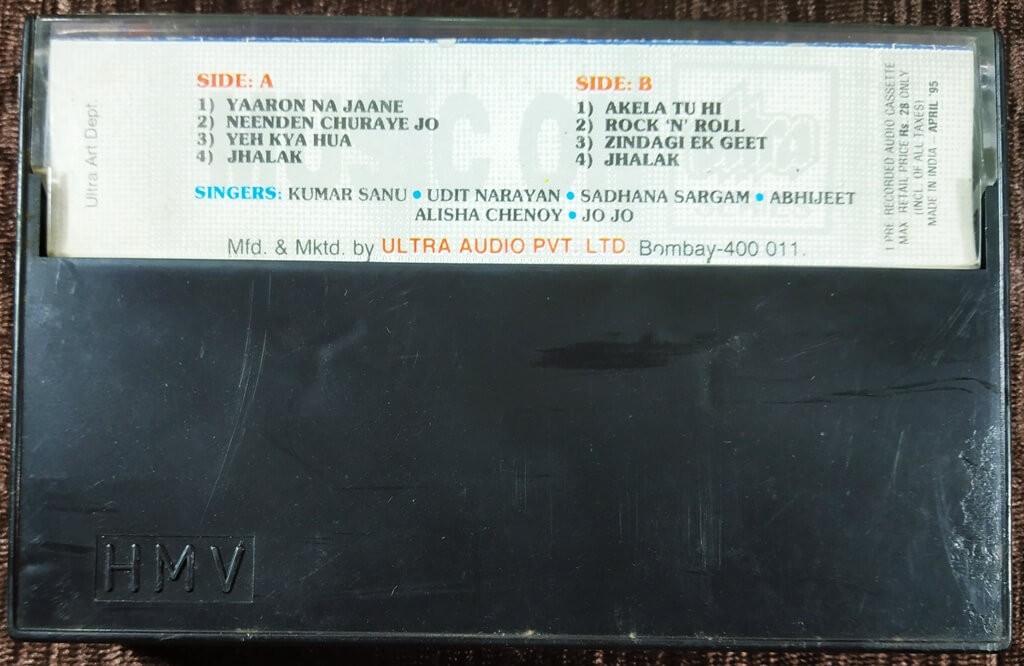 Ultra Art Dept.
SIDE: A
1) YAARON NA JAANE
2) NEENDEN CHURAYE JO
3) YEH KYA HUA
4) JHALAK
SIDE: B
1) AKELA TU HI
2) ROCK 'N' ROLL
3) ZINDAGI EK GEET
4) JHALAK
SINGERS: KUMAR SANU • UDIT NARAYAN • SADHANA SARGAM • ABHIJEET
ALISHA CHENOY • JO JO
Mfd. & Mktd. by ULTRA AUDIO PVT. LTD. Bombay-400 011.
1 PRE RECORDED AUDIO CASSETTE
MAX RETAIL PRICE Rs. 28 ONLY
(INCL. OF ALL TAXES)
MADE IN INDIA APRIL '95
HMV